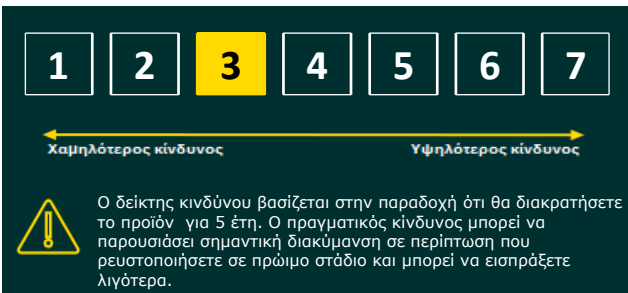 1 2 3 4 5 6 7
Χαμηλότερος κίνδυνος Υψηλότερος κίνδυνος
Ο δείκτης κινδύνου βασίζεται στην παραδοχή ότι θα διακρατήσετε
το προϊόν για 5 έτη. Ο πραγματικός κίνδυνος μπορεί να
παρουσιάσει σημαντική διακύμανση σε περίπτωση που
ρευστοποιήσετε σε πρώιμο στάδιο και μπορεί να εισπράξετε
λιγότερα.